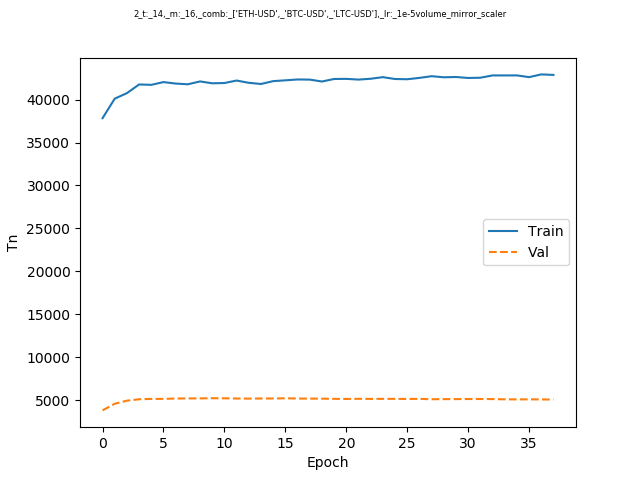 2_t:_14,_m:_16,_comb:_['ETH-USD',_'BTC-USD',_'LTC-USD'],_lr:_1e-5volume_mirror_scaler
40000
35000
30000
25000
20000
15000
10000
5000
Tn
Train
Val
0 5 10 15 20 25 30 35
Epoch